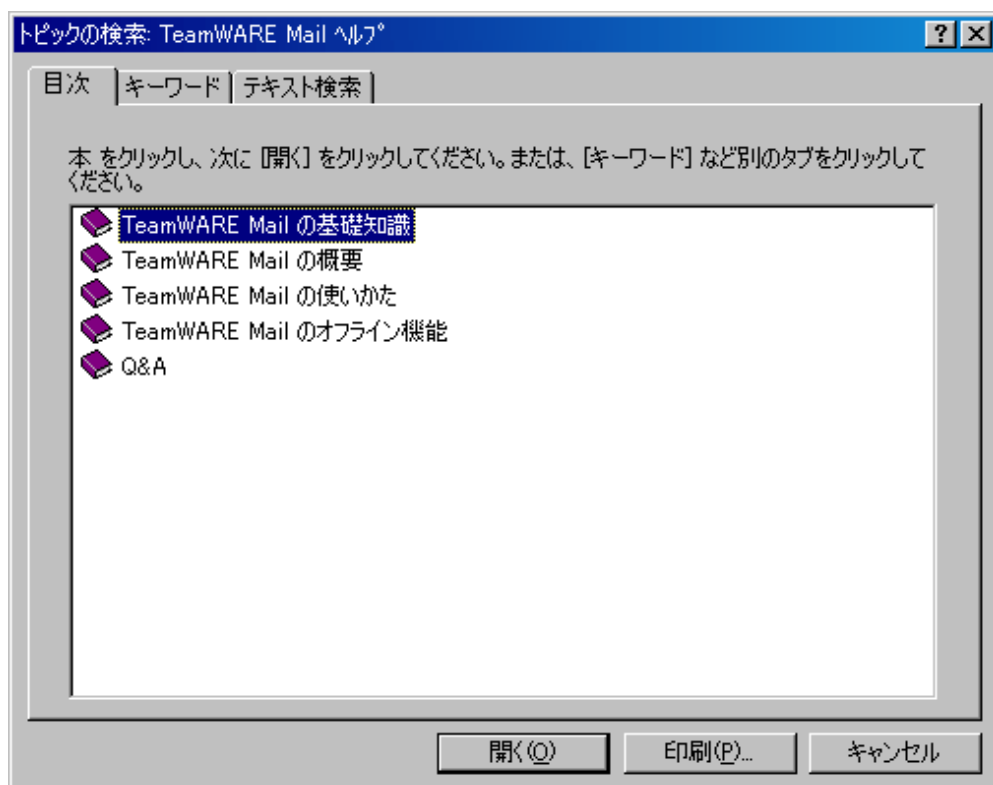 トピックの検索: TeamWARE Mail ﾍﾙﾌﾟ
目次 キーワード テキスト検索
本 をクリックし、次に [開く] をクリックしてください。または、[キーワード] など別のタブをクリックして
ください。
TeamWARE Mail の基礎知識
TeamWARE Mail の概要
TeamWARE Mail の使いかた
TeamWARE Mail のオフライン機能
Q&A
開く(O) 印刷(P)... キャンセル